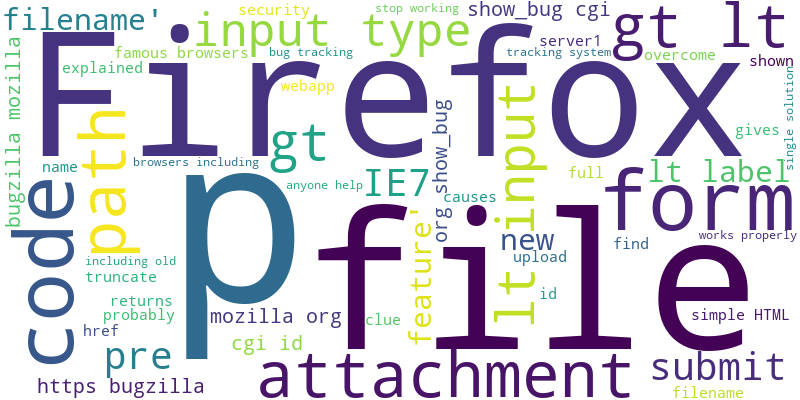 filename'
security
stop working
show_bug cgi
gt lt
input type
famous browsers
bug tracking
server1
tracking system
overcome
shown
explained
Firefox
webapp
single solution
bugzilla mozilla
path
gt
org show_bug
lt input
gives
name
browsers including
anyone help
IE7
causes
full
lt label
code
p
file
feature'
form
new
find
works properly
including old
truncate
upload
id
returns
probably
mozilla org
clue
simple HTML
href
cgi id
pre
https bugzilla
attachment
submit
filename